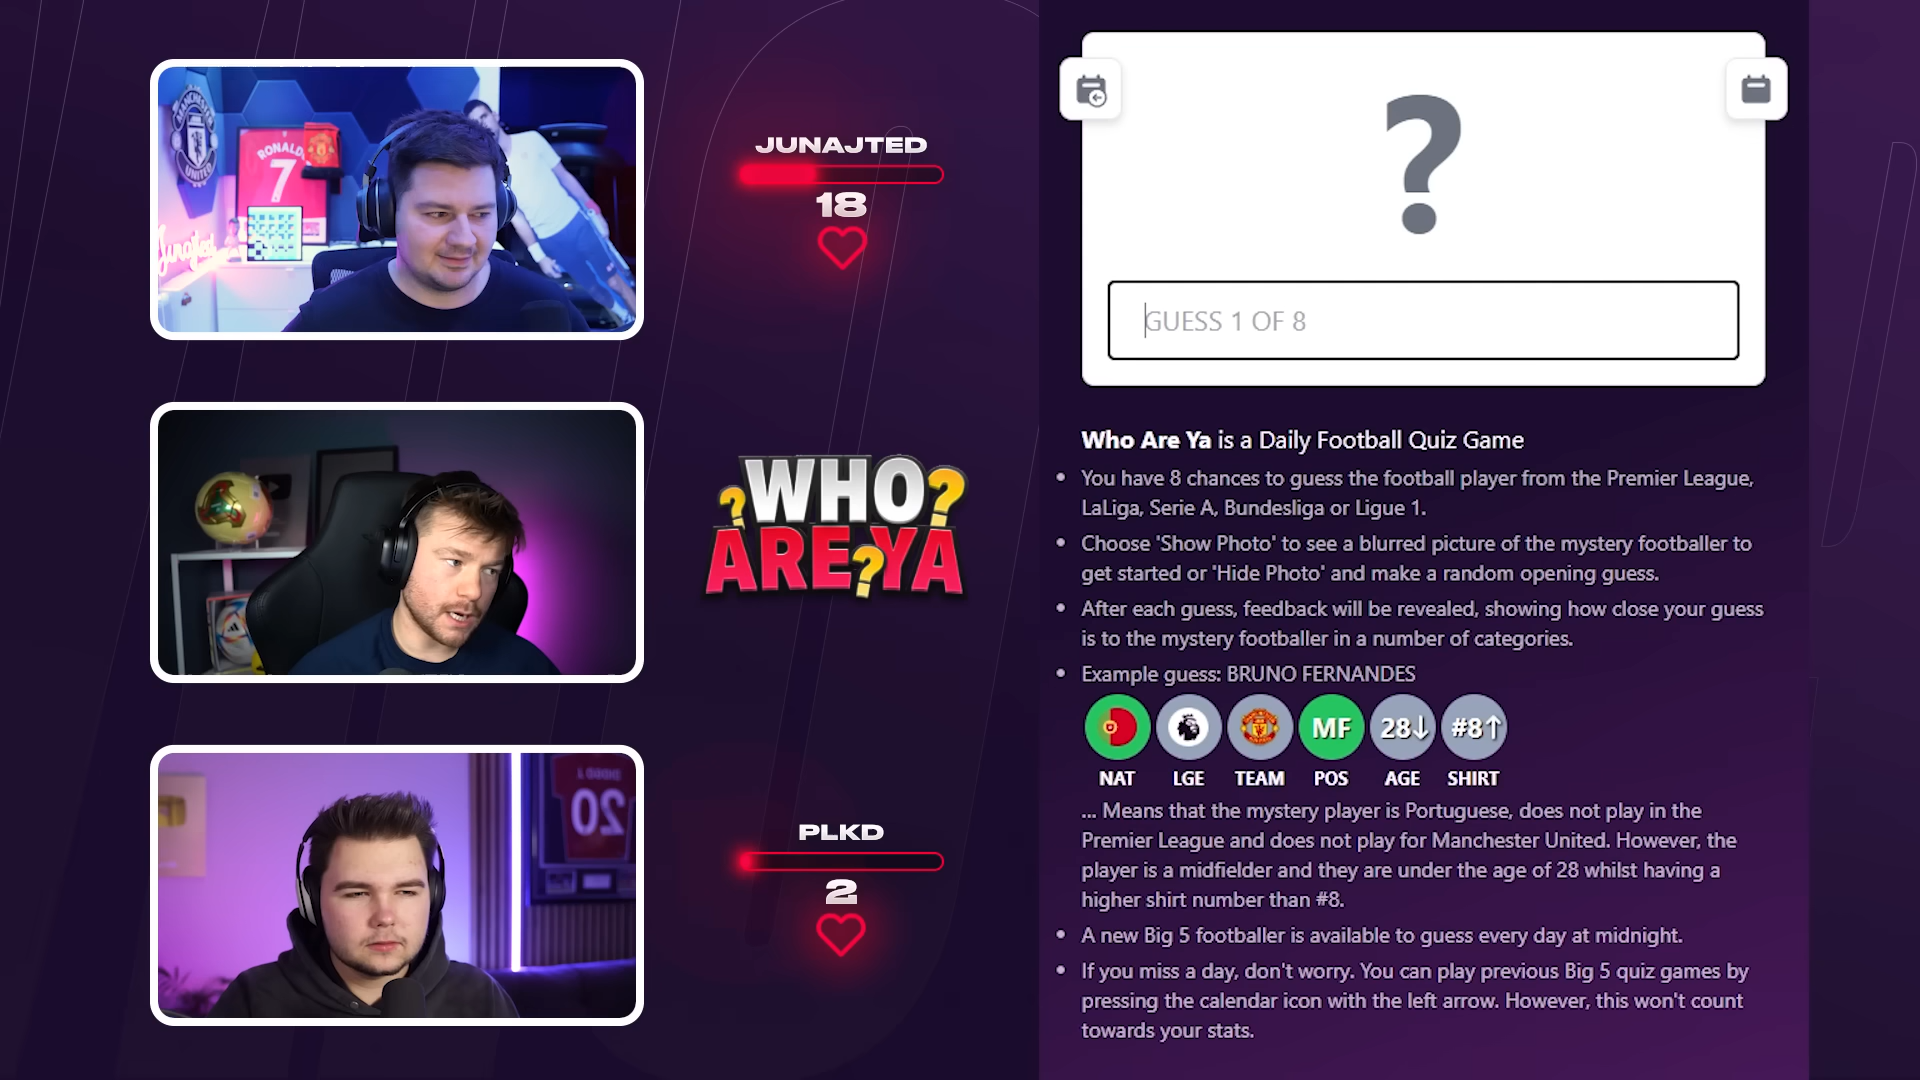 MANCHESTER
UNITED
RONALDO
7
Junajted
JUNAJTED
18
WHO
ARE YA
PLKD
2
DIOGO J.
20
GUESS 1 OF 8
Who Are Ya is a Daily Football Quiz Game
You have 8 chances to guess the football player from the Premier League,
LaLiga, Serie A, Bundesliga or Ligue 1.
Choose 'Show Photo' to see a blurred picture of the mystery footballer to
get started or 'Hide Photo' and make a random opening guess.
After each guess, feedback will be revealed, showing how close your guess
is to the mystery footballer in a number of categories.
Example guess: BRUNO FERNANDES
MF 28↓ #8↑
NAT LGE TEAM POS AGE SHIRT
... Means that the mystery player is Portuguese, does not play in the
Premier League and does not play for Manchester United. However, the
player is a midfielder and they are under the age of 28 whilst having a
higher shirt number than #8.
A new Big 5 footballer is available to guess every day at midnight.
If you miss a day, don't worry. You can play previous Big 5 quiz games by
pressing the calendar icon with the left arrow. However, this won't count
towards your stats.